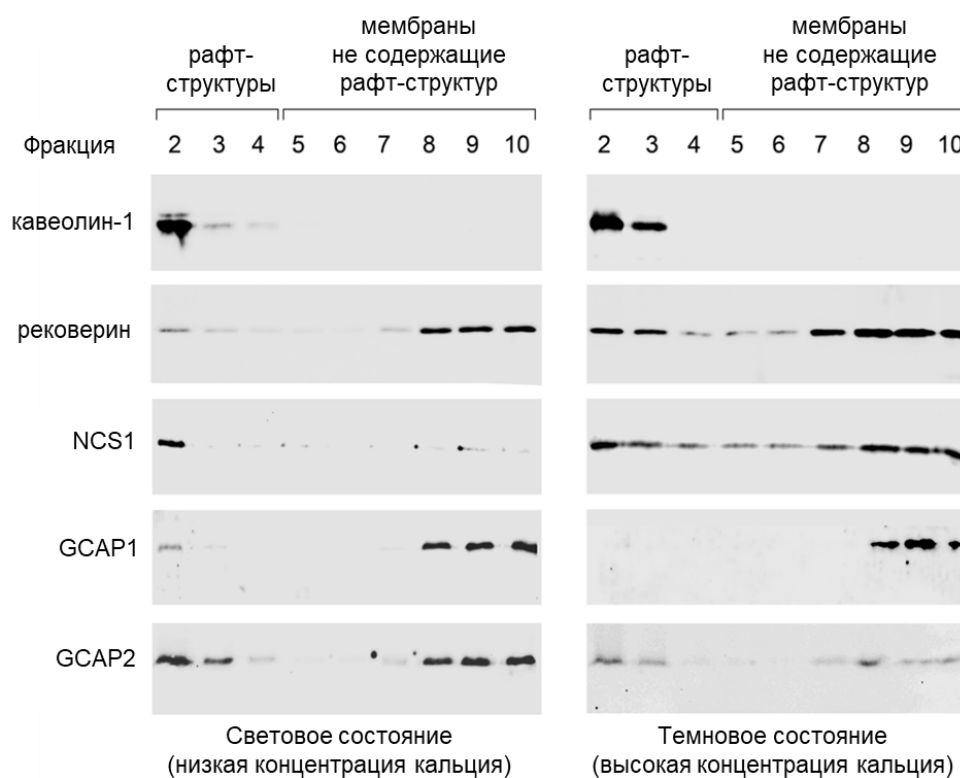 рафт-
структуры
мембраны
не содержащие
рафт-структур
рафт-
структуры
мембраны
не содержащие
рафт-структур
Фракция 2 3 4 5 6 7 8 9 10 2 3 4 5 6 7 8 9 10
кавеолин-1
рековерин
NCS1
GCAP1
GCAP2
Световое состояние
(низкая концентрация кальция)
Темновое состояние
(высокая концентрация кальция)